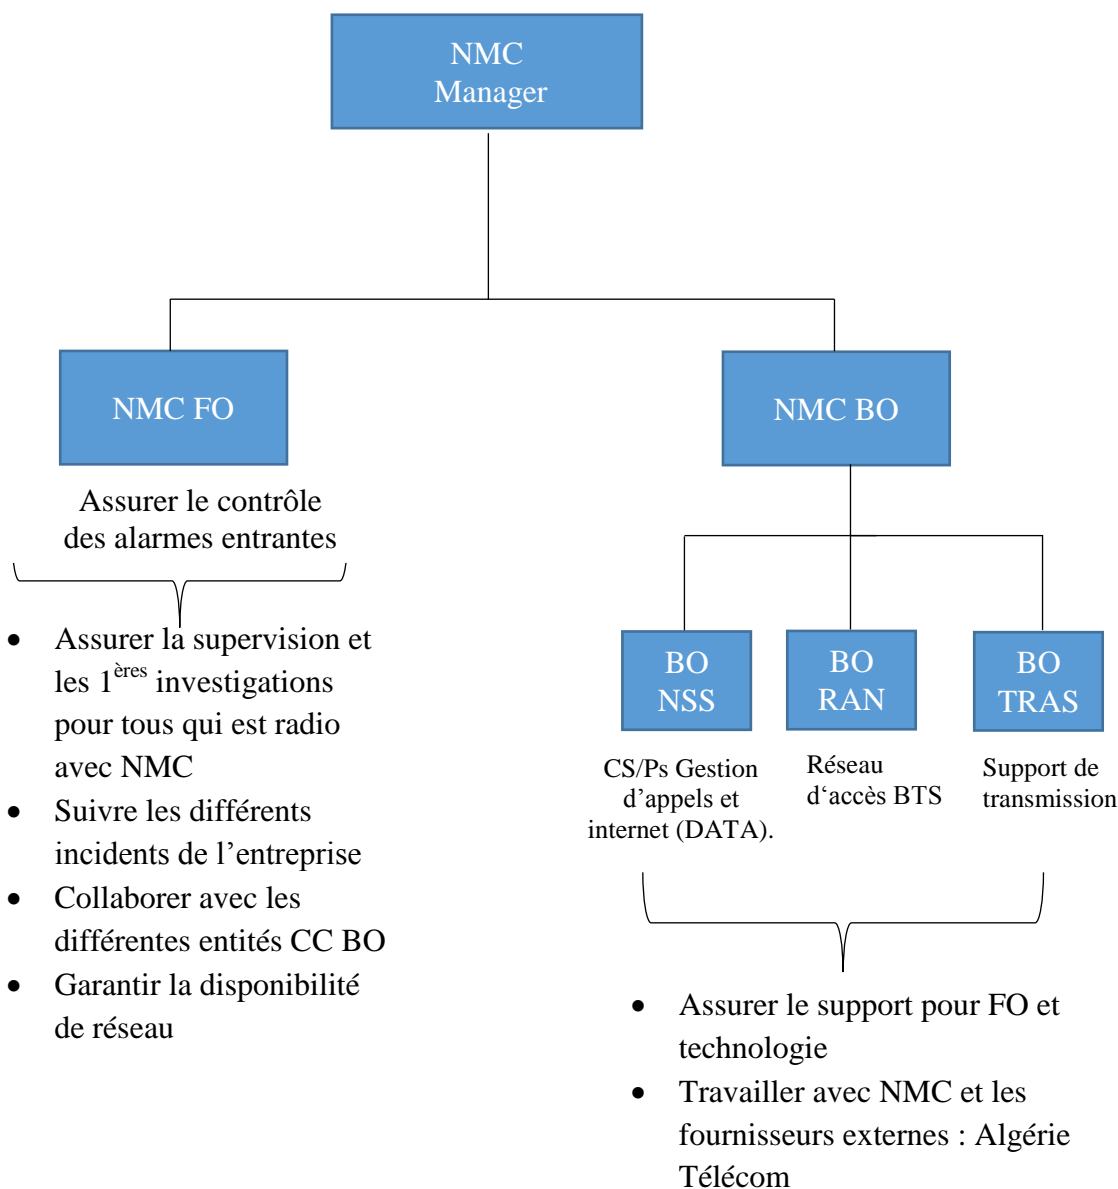 NMC
Manager
NMC FO
NMC BO
Assurer le contrôle
des alarmes entrantes
• Assurer la supervision et
les 1ères investigations
pour tous qui est radio
avec NMC
• Suivre les différents
incidents de l’entreprise
• Collaborer avec les
différentes entités CC BO
• Garantir la disponibilité
de réseau
BO
NSS
BO
RAN
BO
TRAS
CS/Ps Gestion
d’appels et
internet (DATA).
Réseau
d‘accès BTS
Support de
transmission
• Assurer le support pour FO et
technologie
• Travailler avec NMC et les
fournisseurs externes : Algérie
Télécom